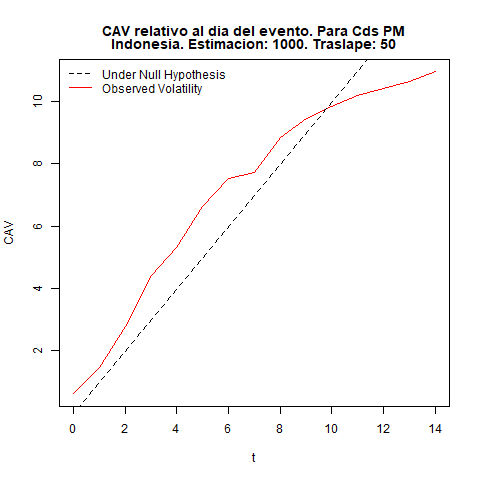 CAV relativo al dia del evento. Para Cds PM
Indonesia. Estimacion: 1000. Traslape: 50
Under Null Hypothesis
Observed Volatility
10
8
6
4
2
CAV
0 2 4 6 8 10 12 14
t